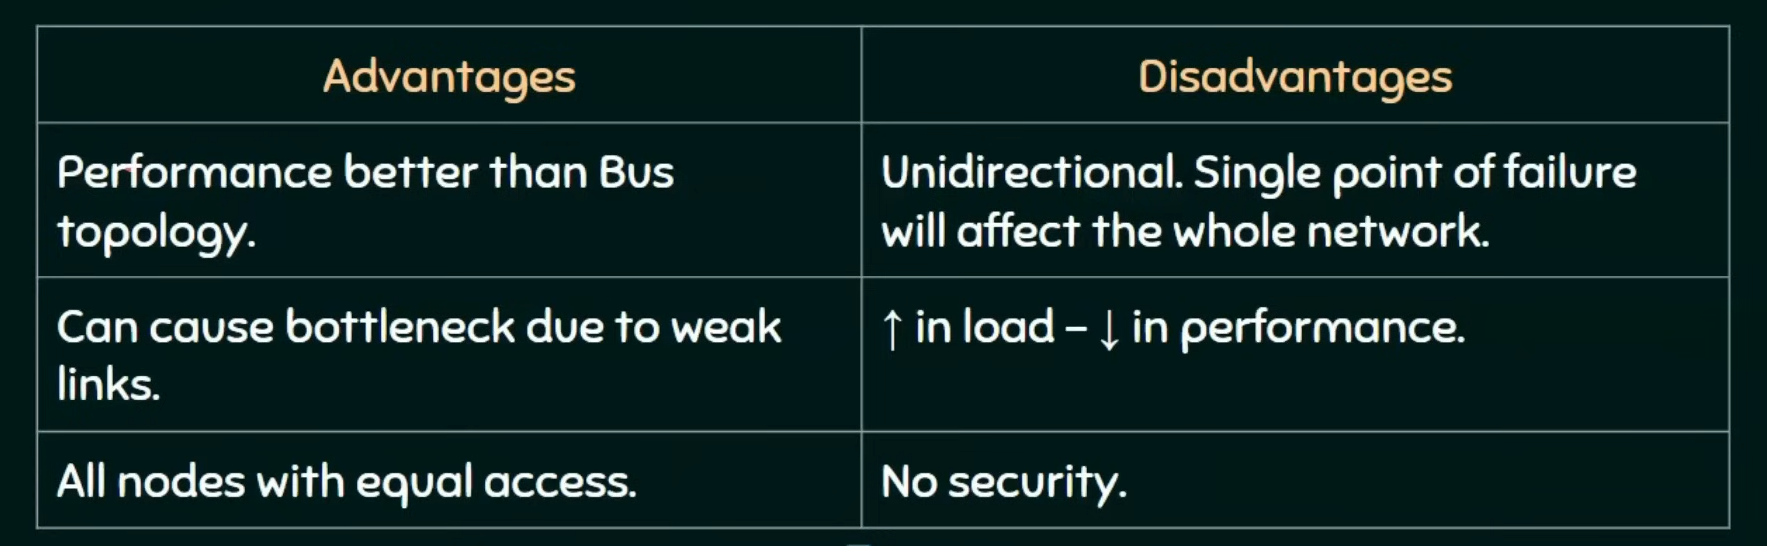 Advantages
Disadvantages
Performance better than Bus
topology.
Unidirectional. Single point of failure
will affect the whole network.
Can cause bottleneck due to weak
links.
↑ in load – ↓ in performance.
All nodes with equal access.
No security.